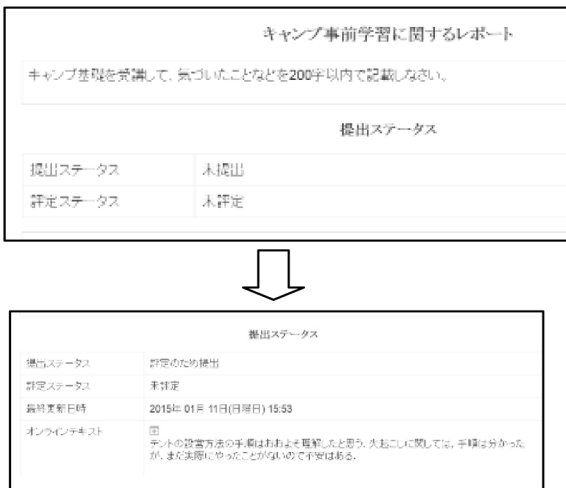 キャンプ事前学習に関するレポート
キャンプ基礎を受講して、気づいたことなどを200字以内で記載しなさい。
提出ステータス
提出ステータス 未提出
評定ステータス 未評定
提出ステータス
提出ステータス 評定のため提出
評定ステータス 未評定
最終更新日時 2015年 01月 11日(日曜日) 15:53
オンラインテキスト
テントの設営方法の手順はおおよそ理解したと思う。火起こしに関しては、手順は分かった
が、まだ実際にやったことがないので不安はある。